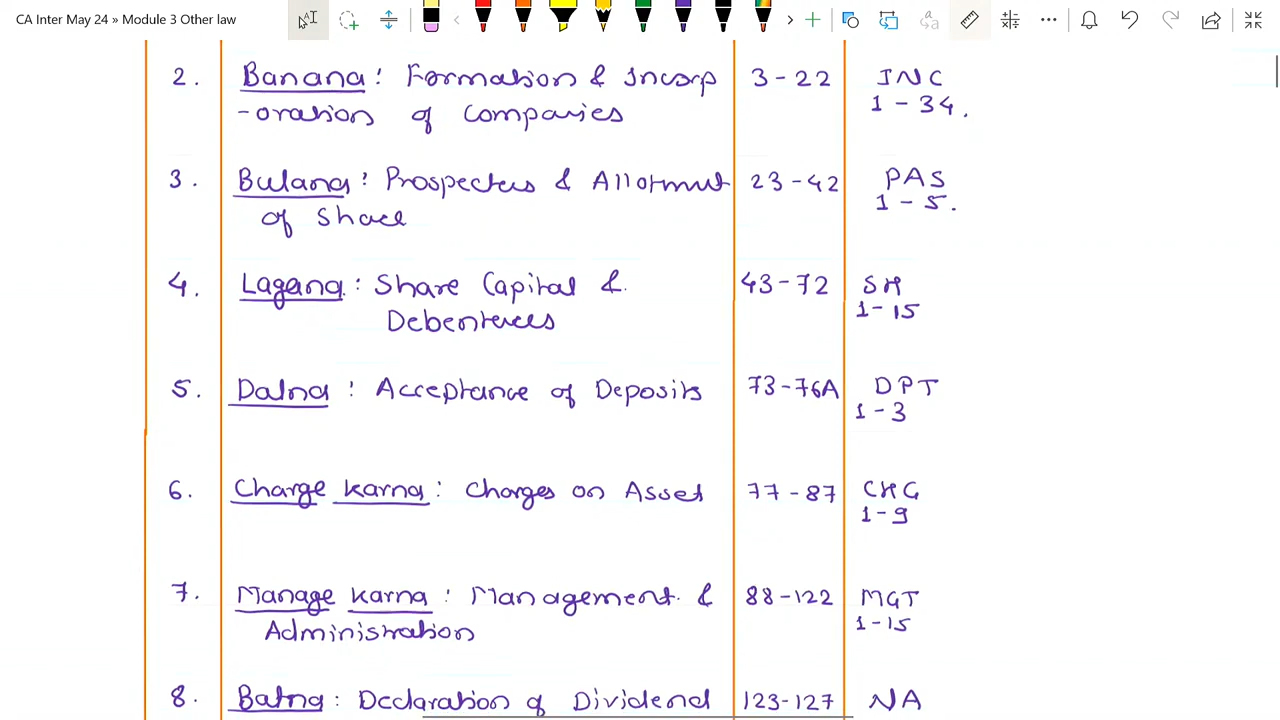 CA Inter May 24 » Module 3 Other law
2. Banana: Formation & Incorp 3-22 INC
-oration of Companies 1-34.
3. Bulana: Prospectus & Allotment 23-42 PAS
of Share 1-5.
4. Lagana: Share Capital & 43-72 SH
Debentures 1-15
5. Dalna: Acceptance of Deposits 73-76A DPT
1-3
6. Charge Karna: Charges on Asset 77-87 CHG
1-9
7. Manage Karna: Management & 88-122 MGT
Administration 1-15
8. Batna: Declaration of Dividend 123-127 NA